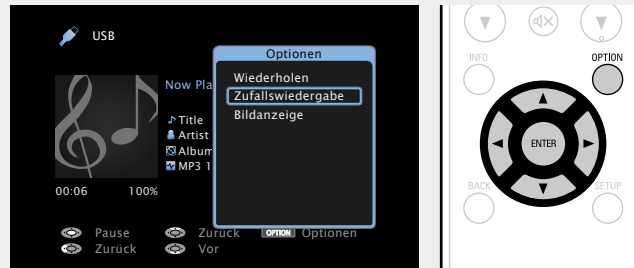 USB
Optionen
Now Pla
Wiederholen
Zufallswiedergabe
Bildanzeige
Title
Artist
Album
MP3 1
00:06 100%
Pause Zurück OPTION Optionen
Zurück Vor
INFO OPTION
ENTER
BACK SETUP